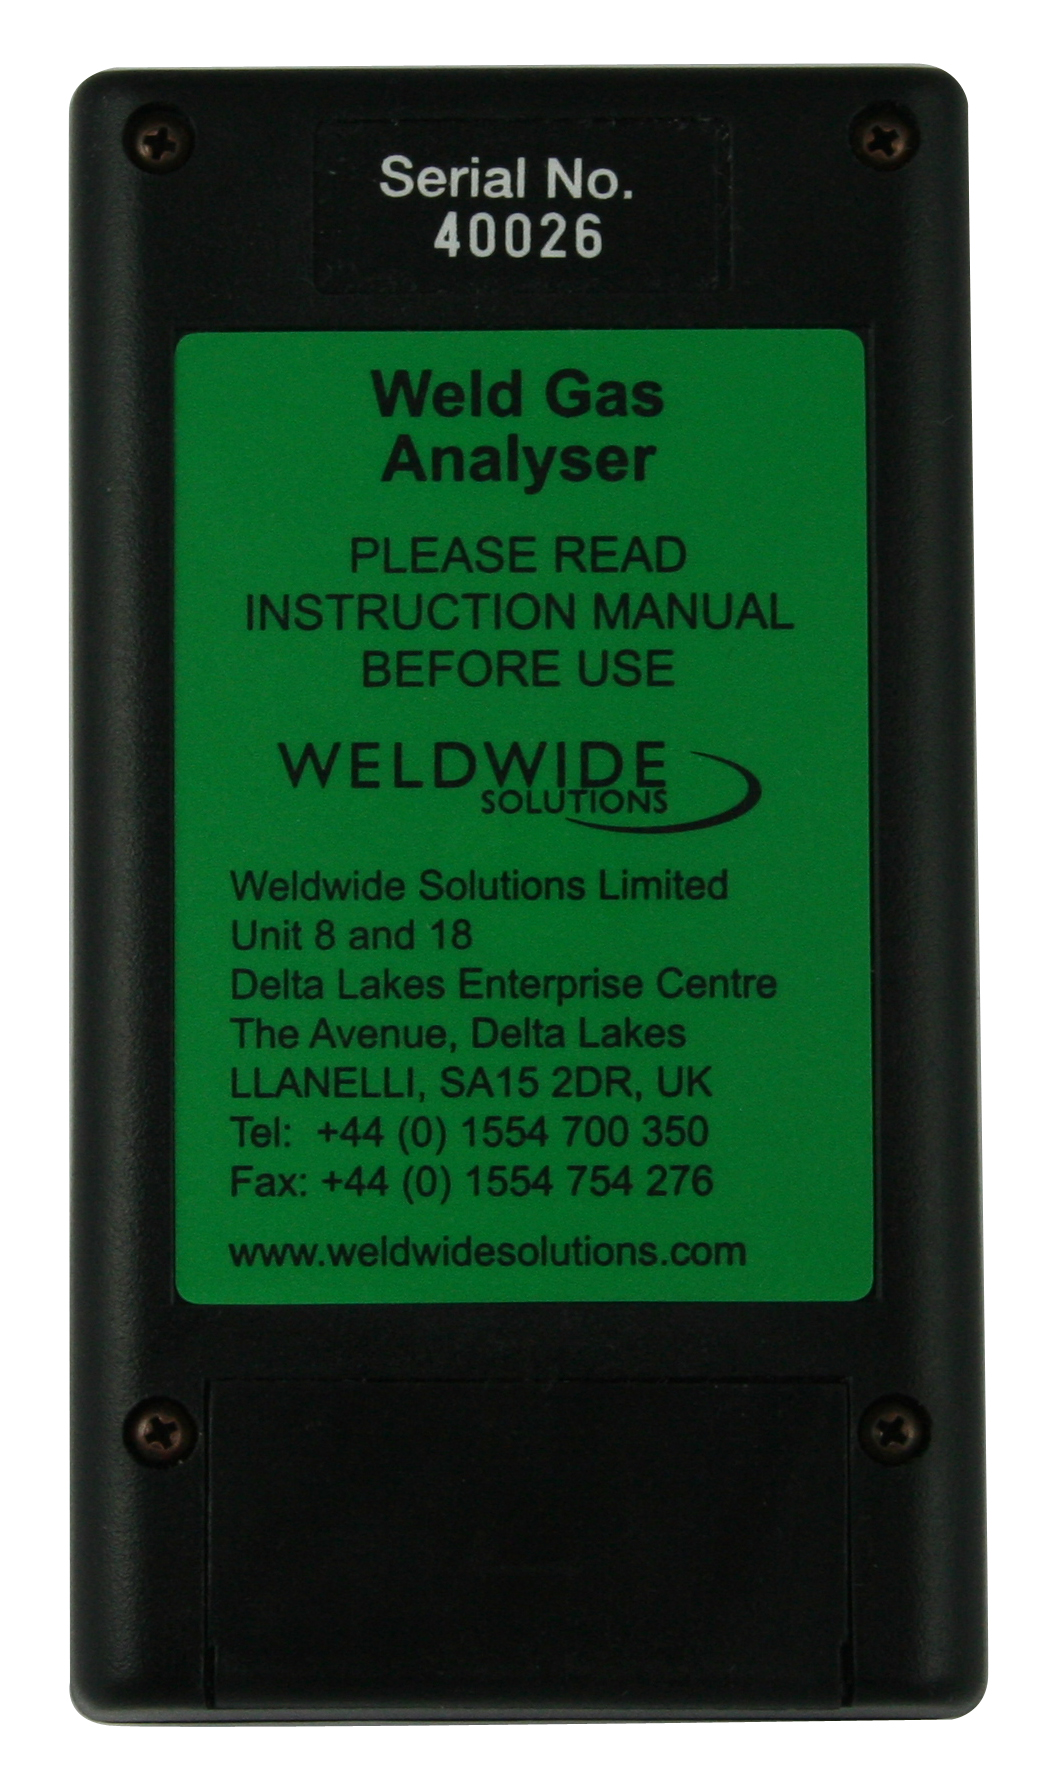 Serial No.
40026
Weld Gas
Analyser
PLEASE READ
INSTRUCTION MANUAL
BEFORE USE
WELDWIDE
SOLUTIONS
Weldwide Solutions Limited
Unit 8 and 18
Delta Lakes Enterprise Centre
The Avenue, Delta Lakes
LLANELLI, SA15 2DR, UK
Tel: +44 (0) 1554 700 350
Fax: +44 (0) 1554 754 276
www.weldwidesolutions.com